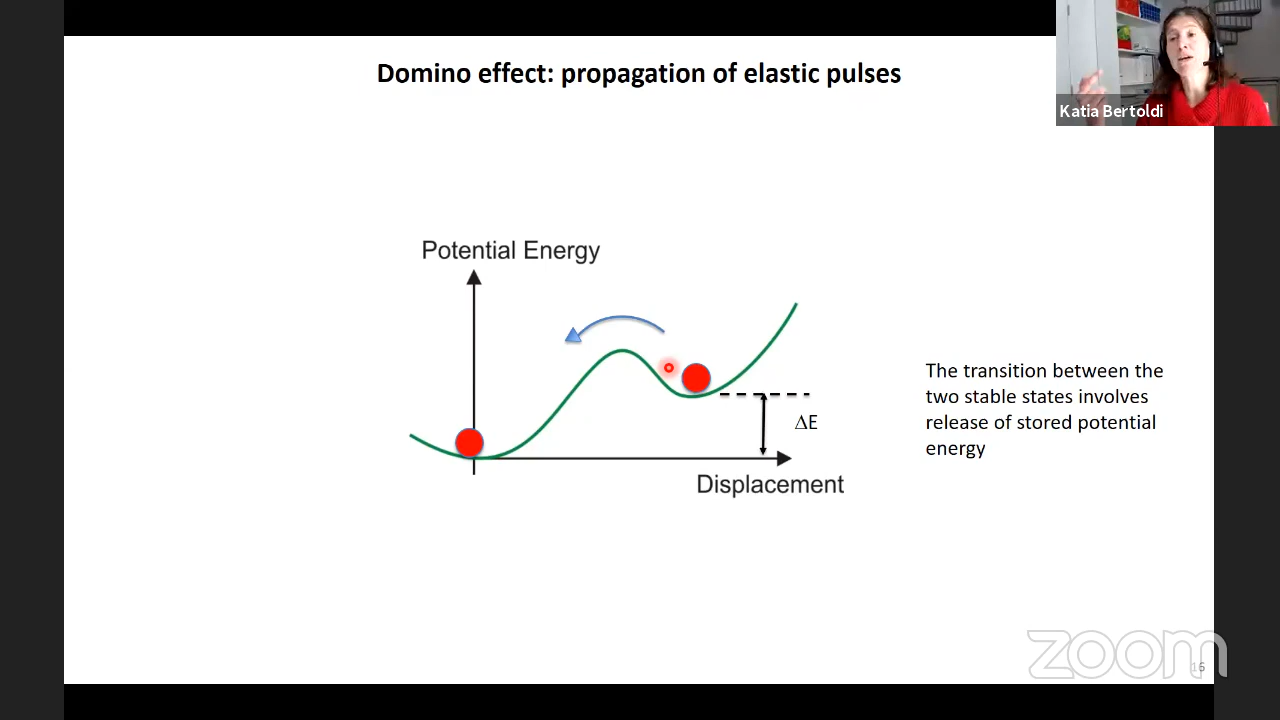 Domino effect: propagation of elastic pulses
Katia Bertoldi
Potential Energy
The transition between the
two stable states involves
release of stored potential
energy
ΔE
Displacement
zoom
16